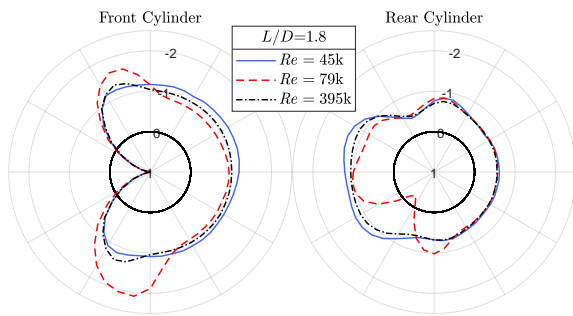 Front Cylinder
Rear Cylinder
L/D=1.8
Re = 45k
Re = 79k
Re = 395k
-2
-1
0
1
-2
-1
0
1